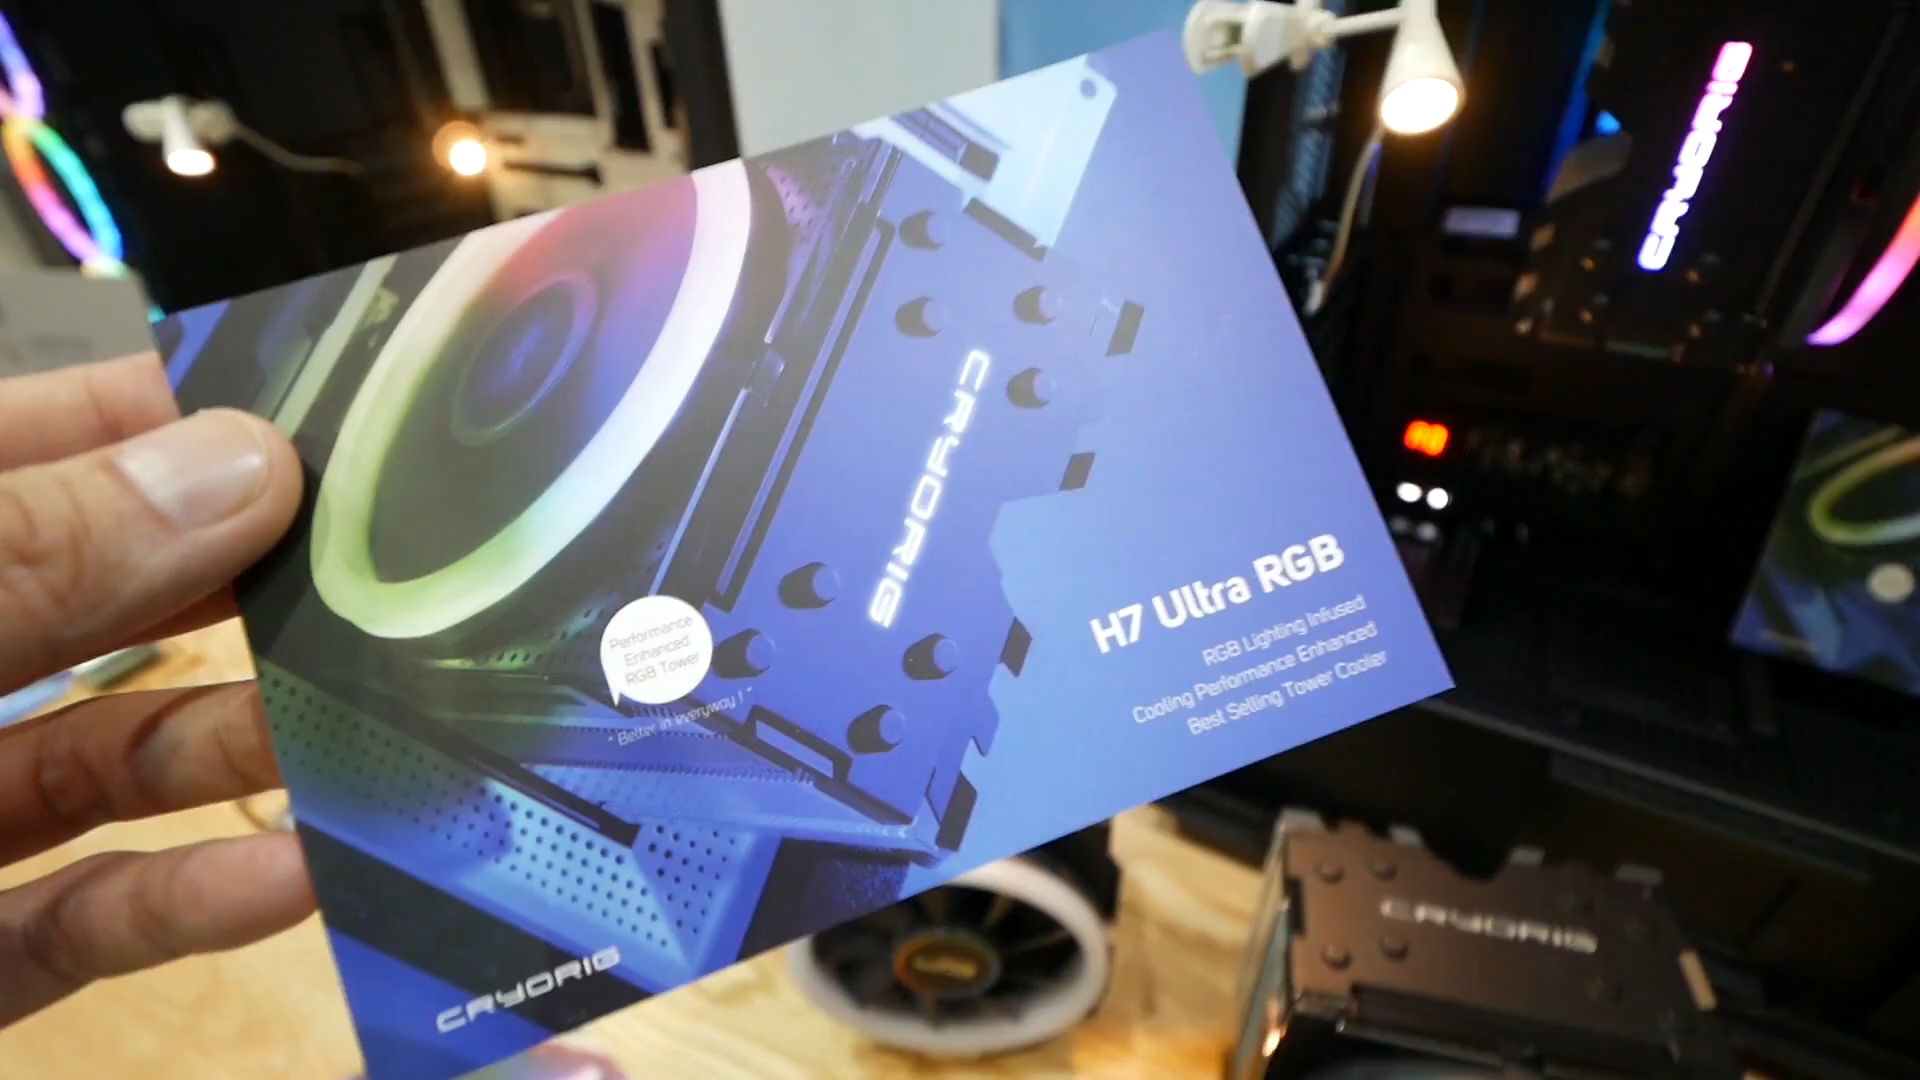 CRYORIG
CRYORIG
H7 Ultra RGB
RGB Lighting Infused
Cooling Performance Enhanced
Best Selling Tower Cooler
Performance
Enhanced
RGB Tower
" Better in everyway ! "
CRYORIG
CRYORIG